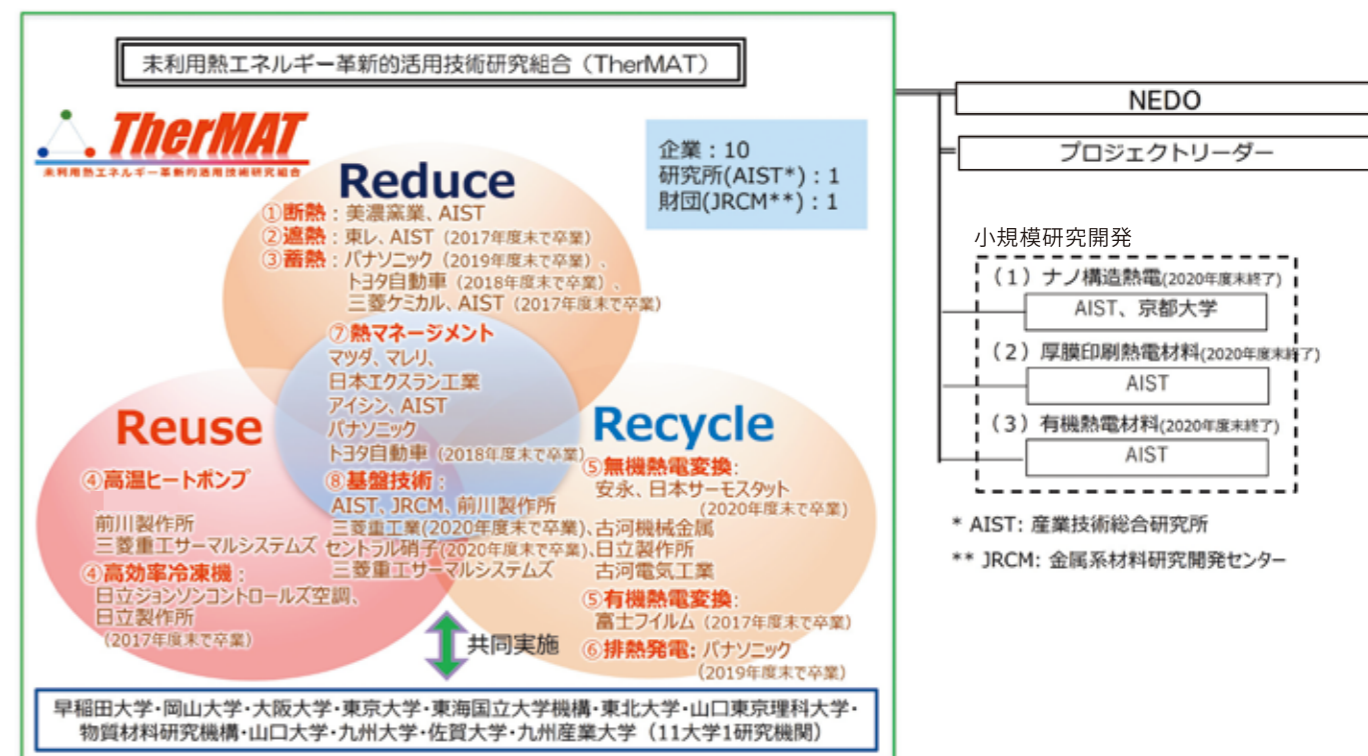 未利用熱エネルギー革新的活用技術研究組合（TherMAT）
TherMAT
未利用熱エネルギー革新的活用技術研究組合
企業：10
研究所(AIST*)：1
財団(JRCM**)：1
Reduce
①断熱：美濃窯業、AIST
②遮熱：東レ、AIST（2017年度末で卒業）
③蓄熱：パナソニック（2019年度で卒業）、
トヨタ自動車（2018年度末で卒業）、
三菱ケミカル、AIST（2017年度末で卒業）
⑦熱マネージメント
マツダ、マレリ、
日本エクスラン工業
アイシン、AIST
パナソニック
トヨタ自動車（2018年度末で卒業）
⑧基盤技術：
AIST、JRCM、前川製作所
三菱重工業(2020年度末で卒業)、
セントラル硝子(2020年度末で卒業)、
三菱重工サーマルシステムズ
Reuse
④高温ヒートポンプ
前川製作所
三菱重工サーマルシステムズ
④高効率冷凍機：
日立ジョンソンコントロールズ空調、
日立製作所
（2017年度末で卒業）
Recycle
⑤無機熱電変換：
安永、日本サーモスタット
（2020年度末で卒業）
古河機械金属
日立製作所
古河電気工業
⑤有機熱電変換：
富士フイルム（2017年度末で卒業）
⑥排熱発電：パナソニック
（2019年度末で卒業）
共同実施
早稲田大学・岡山大学・大阪大学・東京大学・東海国立大学機構・東北大学・山口東京理科大学・
物質材料研究機構・山口大学・九州大学・佐賀大学・九州産業大学（11大学1研究機関）
NEDO
プロジェクトリーダー
小規模研究開発
（1）ナノ構造熱電(2020年度末終了)
AIST、京都大学
（2）厚膜印刷熱電材料(2020年度末終了)
AIST
（3）有機熱電材料(2020年度末終了)
AIST
* AIST: 産業技術総合研究所
** JRCM: 金属系材料研究開発センター